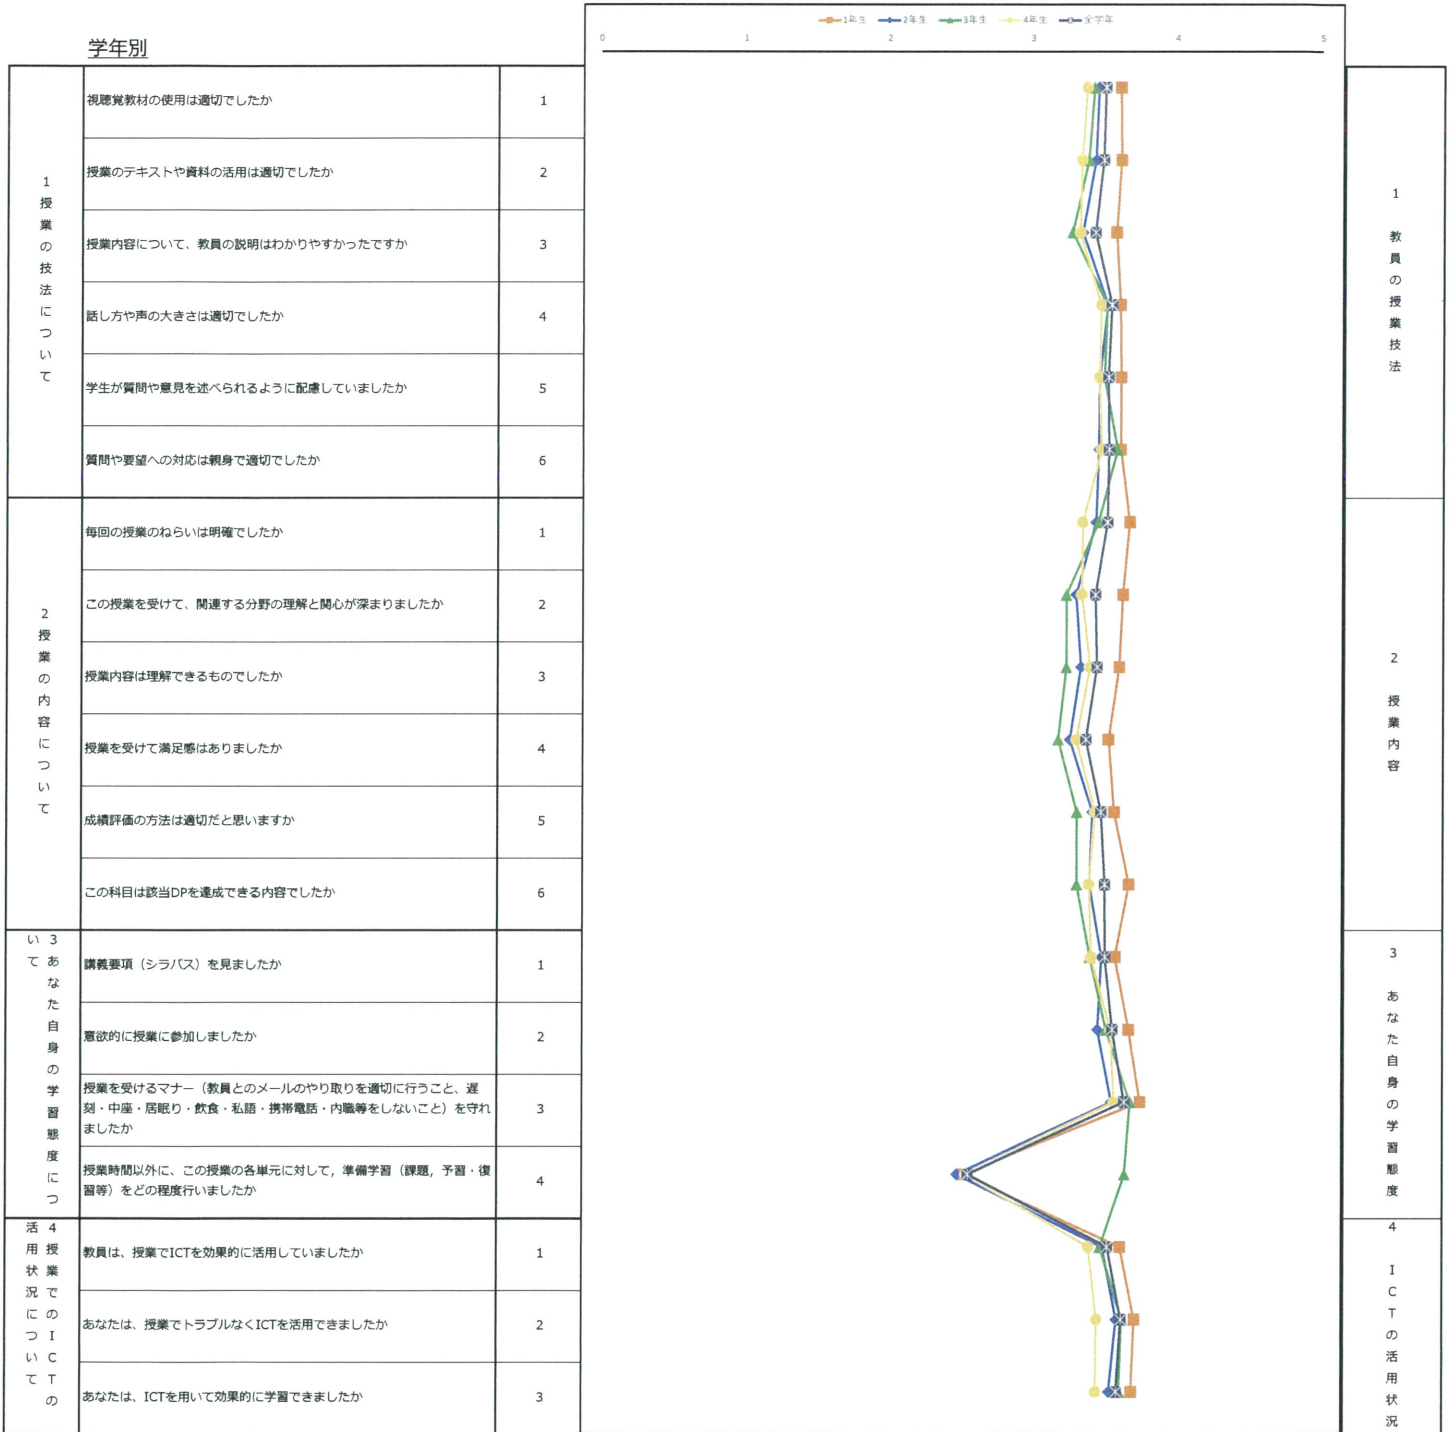 1年生 2年生 3年生 4年生 全学年
学年別
0 1 2 3 4 5
1授業の技法について
視聴覚教材の使用は適切でしたか 1
授業のテキストや資料の活用は適切でしたか 2
授業内容について、教員の説明はわかりやすかったですか 3
話し方や声の大きさは適切でしたか 4
学生が質問や意見を述べられるように配慮していましたか 5
質問や要望への対応は親身で適切でしたか 6
1 教員の授業技法
2授業の内容について
毎回の授業のねらいは明確でしたか 1
この授業を受けて、関連する分野の理解と関心が深まりましたか 2
授業内容は理解できるものでしたか 3
授業を受けて満足感はありましたか 4
成績評価の方法は適切だと思いますか 5
この科目は該当DPを達成できる内容でしたか 6
2 授業内容
3あなた自身の学習態度につ
いて
講義要項（シラバス）を見ましたか 1
意欲的に授業に参加しましたか 2
授業を受けるマナー（教員とのメールのやり取りを適切に行うこと、遅
刻・中座・居眠り・飲食・私語・携帯電話・内職等をしないこと）を守れ 3
ましたか
授業時間以外に、この授業の各単元に対して，準備学習（課題，予習・復
習等）をどの程度行いましたか 4
3 あなた自身の学習態度
4授業でのICTの
活用状況について
教員は、授業でICTを効果的に活用していましたか 1
あなたは、授業でトラブルなくICTを活用できましたか 2
あなたは、ICTを用いて効果的に学習できましたか 3
4 ICTの活用状況